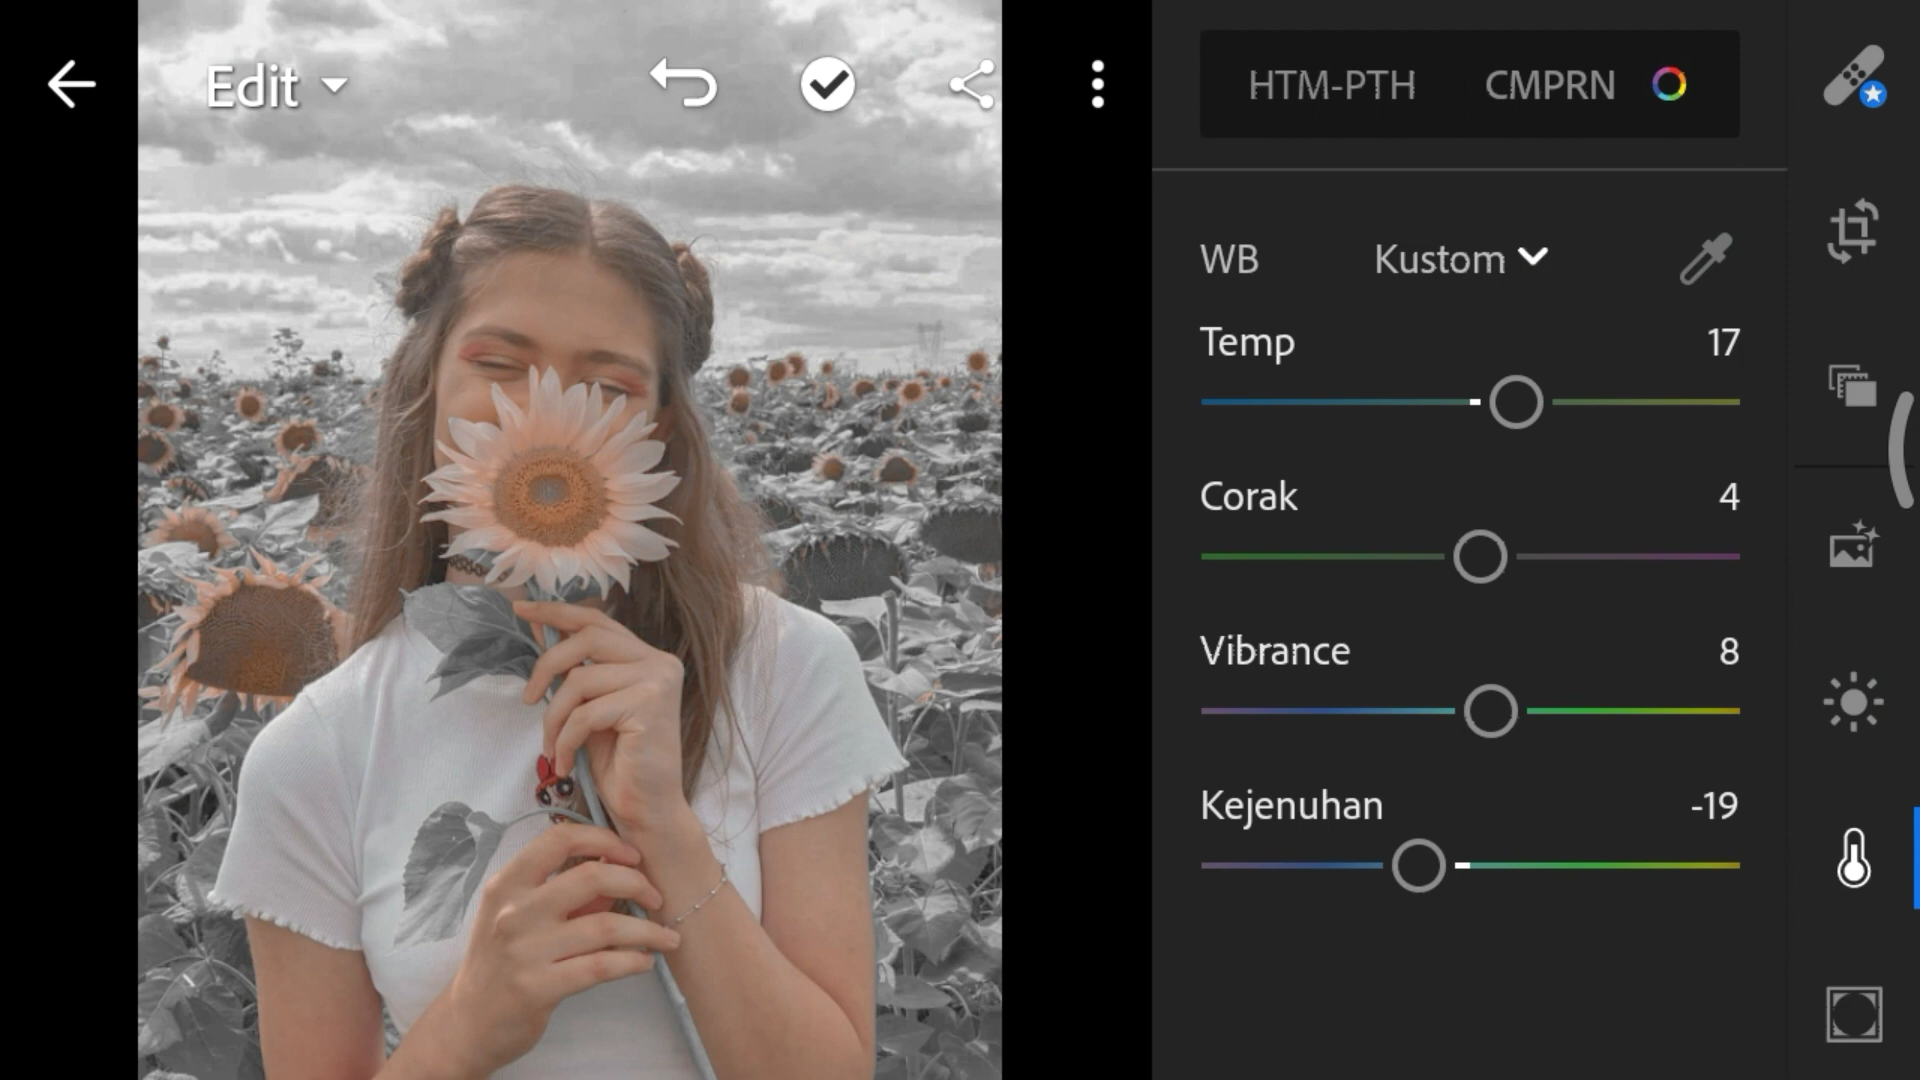 Edit
HTM-PTH CMPRN
WB Kustom
Temp 17
Corak 4
Vibrance 8
Kejenuhan -19